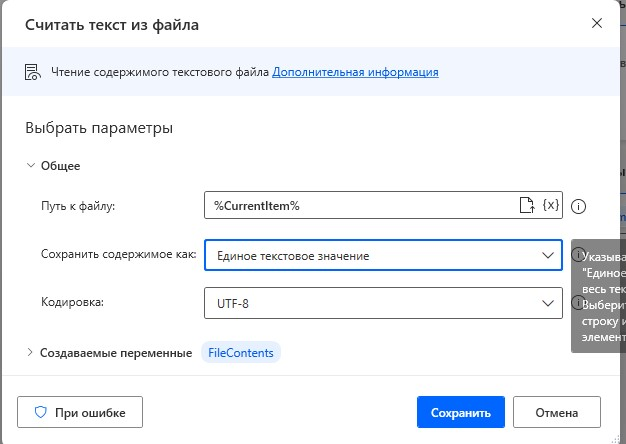 Считать текст из файла
Чтение содержимого текстового файла Дополнительная информация
Выбрать параметры
Общее
Путь к файлу:
%CurrentItem%
{x}
Сохранить содержимое как:
Единое текстовое значение
Указыва
"Единое
весь тек
Выберит
строку и
элемент
Кодировка:
UTF-8
Создаваемые переменные
FileContents
При ошибке
Сохранить
Отмена